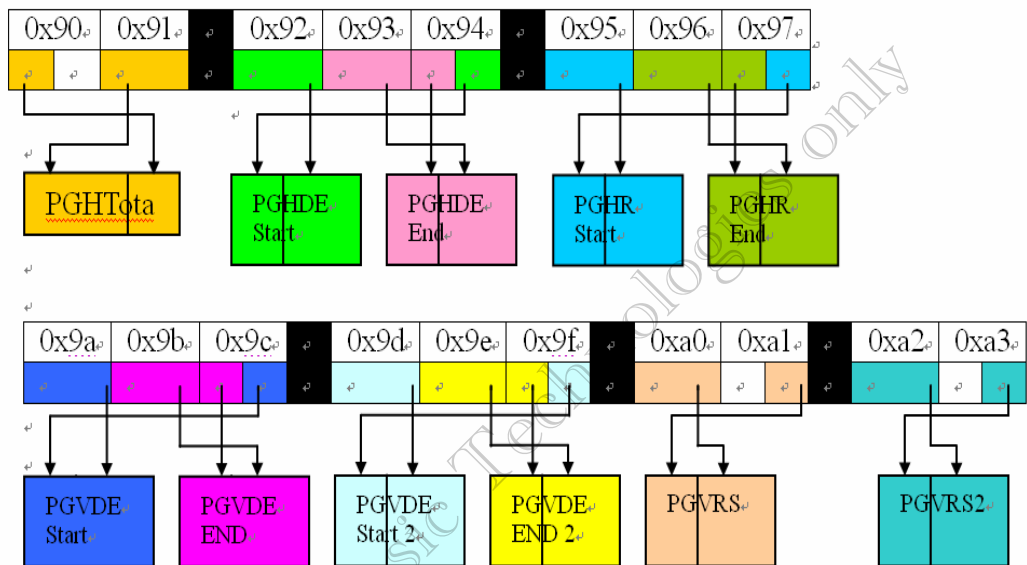 0x90 0x91 0x92 0x93 0x94 0x95 0x96 0x97
PGHTota
PGHDE
Start
PGHDE
End
PGHR
Start
PGHR
End
0x9a 0x9b 0x9c 0x9d 0x9e 0x9f 0xa0 0xa1 0xa2 0xa3
PGVDE
Start
PGVDE
END
PGVDE
Start 2
PGVDE
END 2
PGVRS
PGVRS2
sic Technologies only